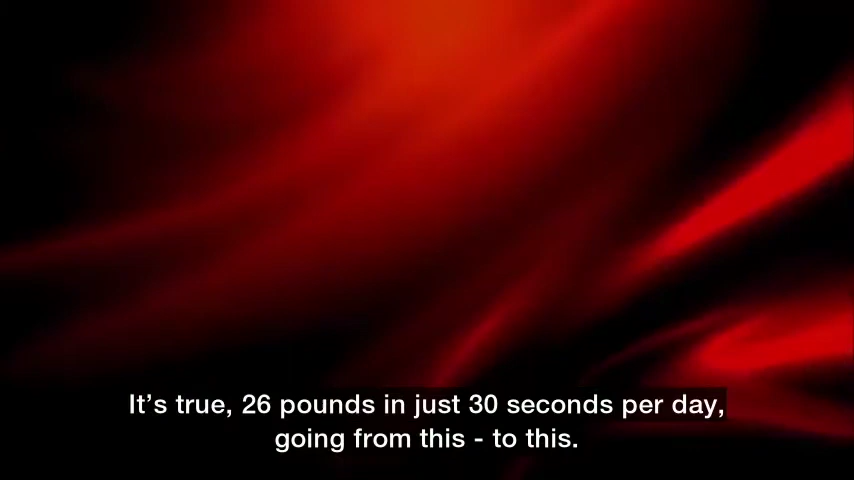 It’s true, 26 pounds in just 30 seconds per day,
going from this - to this.